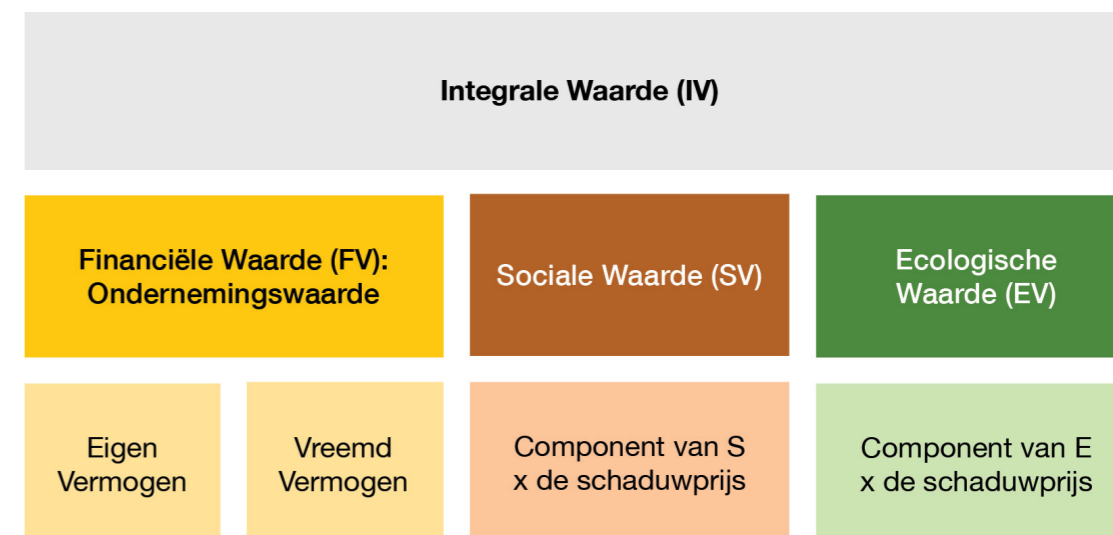 Integrale Waarde (IV)
Financiële Waarde (FV):
Ondernemingswaarde
Sociale Waarde (SV)
Ecologische
Waarde (EV)
Eigen
Vermogen
Vreemd
Vermogen
Component van S
x de schaduwprijs
Component van E
x de schaduwprijs